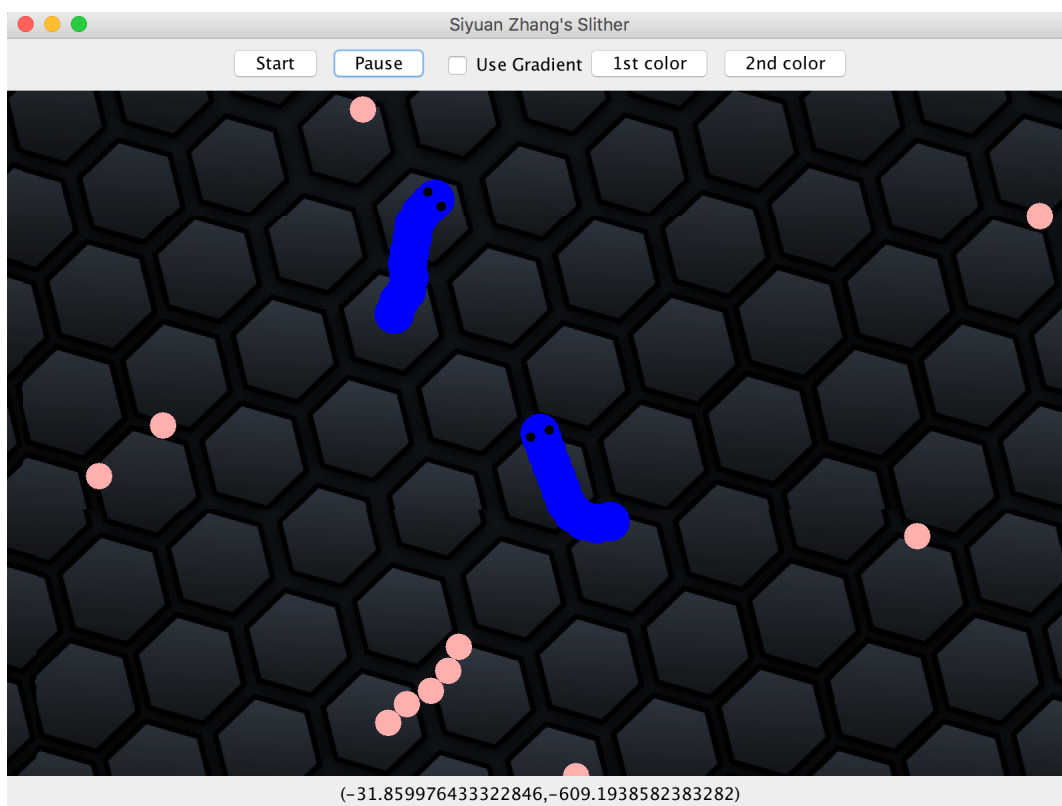 Siyuan Zhang's Slither
Start Pause Use Gradient 1st color 2nd color
(-31.859976433322846,-609.1938582383282)